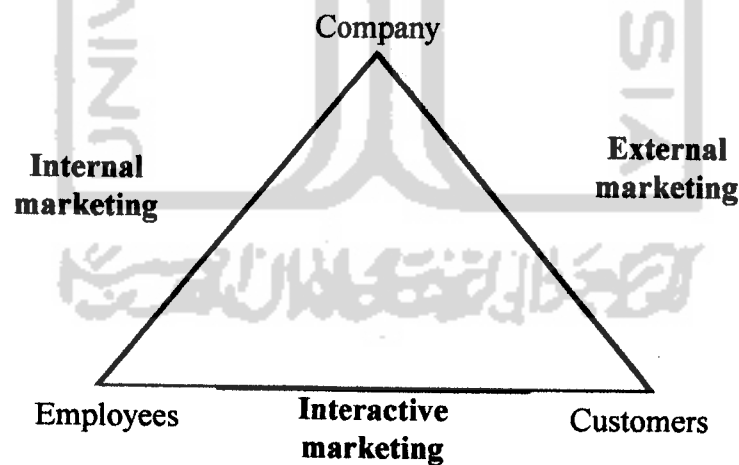 Company
Internal
marketing
External
marketing
Employees
Interactive
marketing
Customers